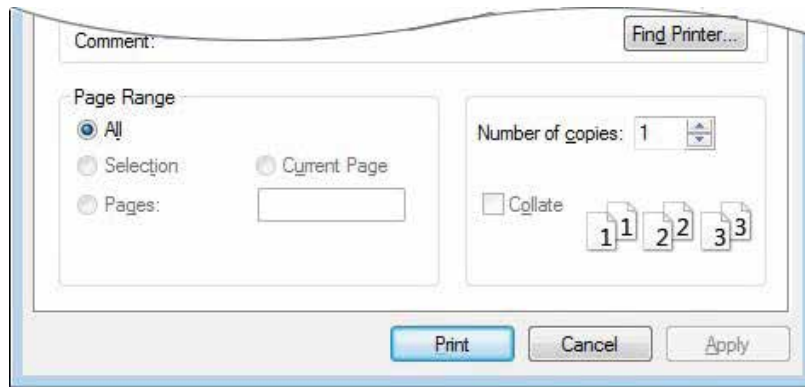 Comment:
Find Printer...
Page Range
All
Selection
Current Page
Pages:
Number of copies: 1
Collate
1 1 2 2 3 3
Print
Cancel
Apply